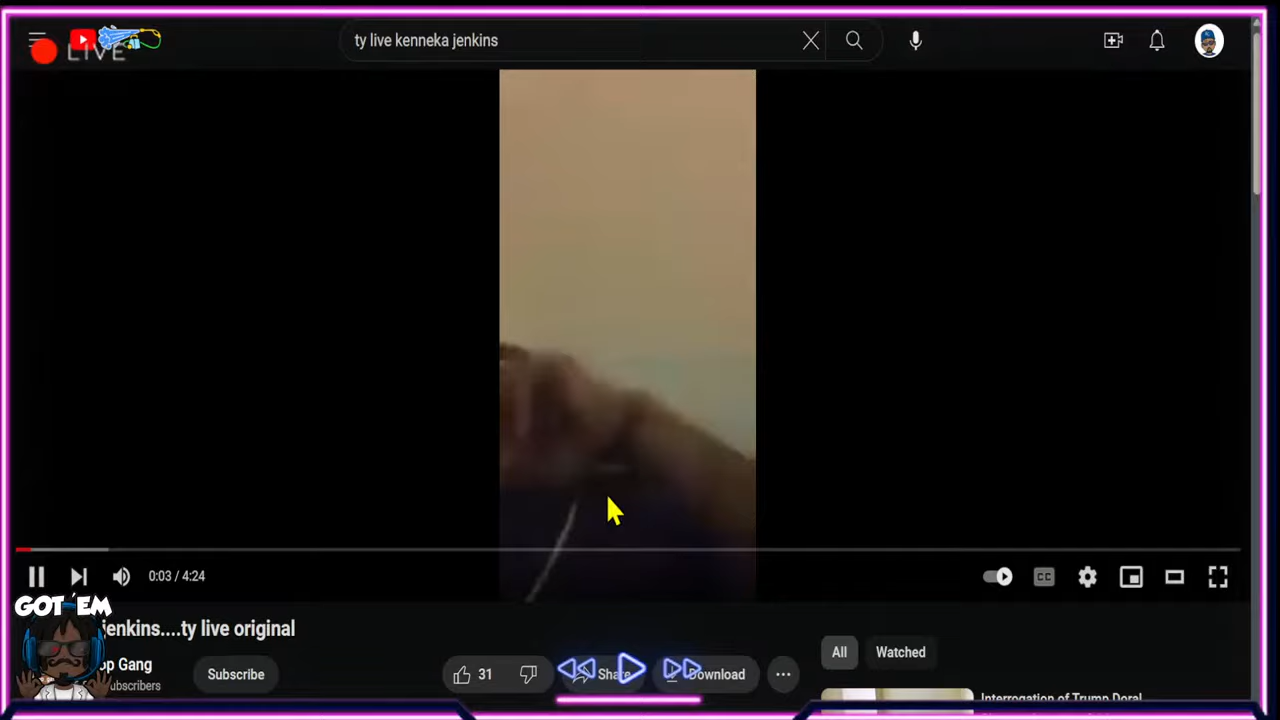 LIVE
ty live kenneka jenkins
0:03 / 4:24
CC
GOT 'EM
jenkins....ty live original
op Gang
ubscribers
Subscribe
31
Share
Download
All
Watched
Interrogation of Trump Doral